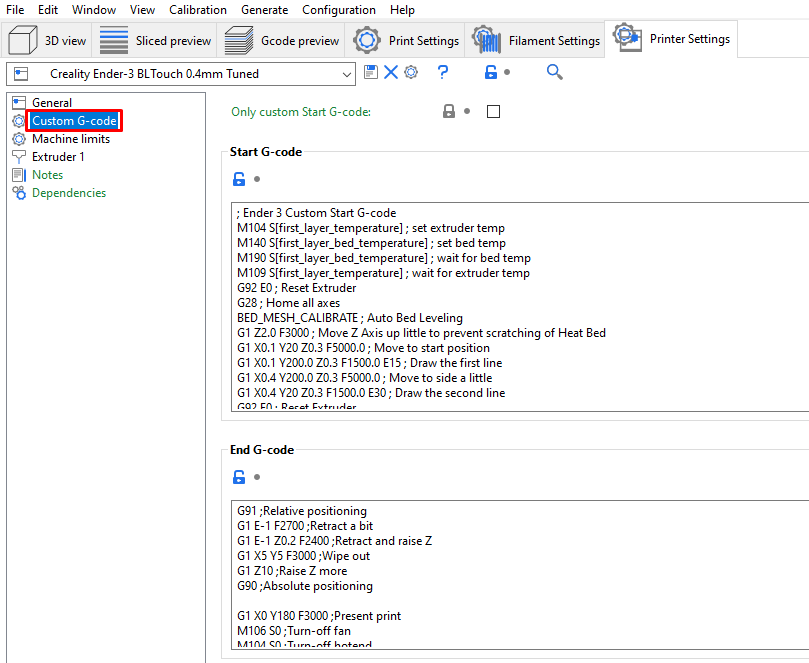 File Edit Window View Calibration Generate Configuration Help
3D view Sliced preview Gcode preview Print Settings Filament Settings Printer Settings
Creality Ender-3 BLTouch 0.4mm Tuned
General
Custom G-code
Machine limits
Extruder 1
Notes
Dependencies
Only custom Start G-code:
Start G-code
; Ender 3 Custom Start G-code
M104 S[first_layer_temperature] ; set extruder temp
M140 S[first_layer_bed_temperature] ; set bed temp
M190 S[first_layer_bed_temperature] ; wait for bed temp
M109 S[first_layer_temperature] ; wait for extruder temp
G92 E0 ; Reset Extruder
G28 ; Home all axes
BED_MESH_CALIBRATE ; Auto Bed Leveling
G1 Z2.0 F3000 ; Move Z Axis up little to prevent scratching of Heat Bed
G1 X0.1 Y20 Z0.3 F5000.0 ; Move to start position
G1 X0.1 Y200.0 Z0.3 F1500.0 E15 ; Draw the first line
G1 X0.4 Y200.0 Z0.3 F5000.0 ; Move to side a little
G1 X0.4 Y20 Z0.3 F1500.0 E30 ; Draw the second line
G92 E0 ; Reset Extruder
End G-code
G91 ;Relative positioning
G1 E-1 F2700 ;Retract a bit
G1 E-1 Z0.2 F2400 ;Retract and raise Z
G1 X5 Y5 F3000 ;Wipe out
G1 Z10 ;Raise Z more
G90 ;Absolute positioning
G1 X0 Y180 F3000 ;Present print
M106 S0 ;Turn-off fan
M104 S0 ;Turn-off hotend